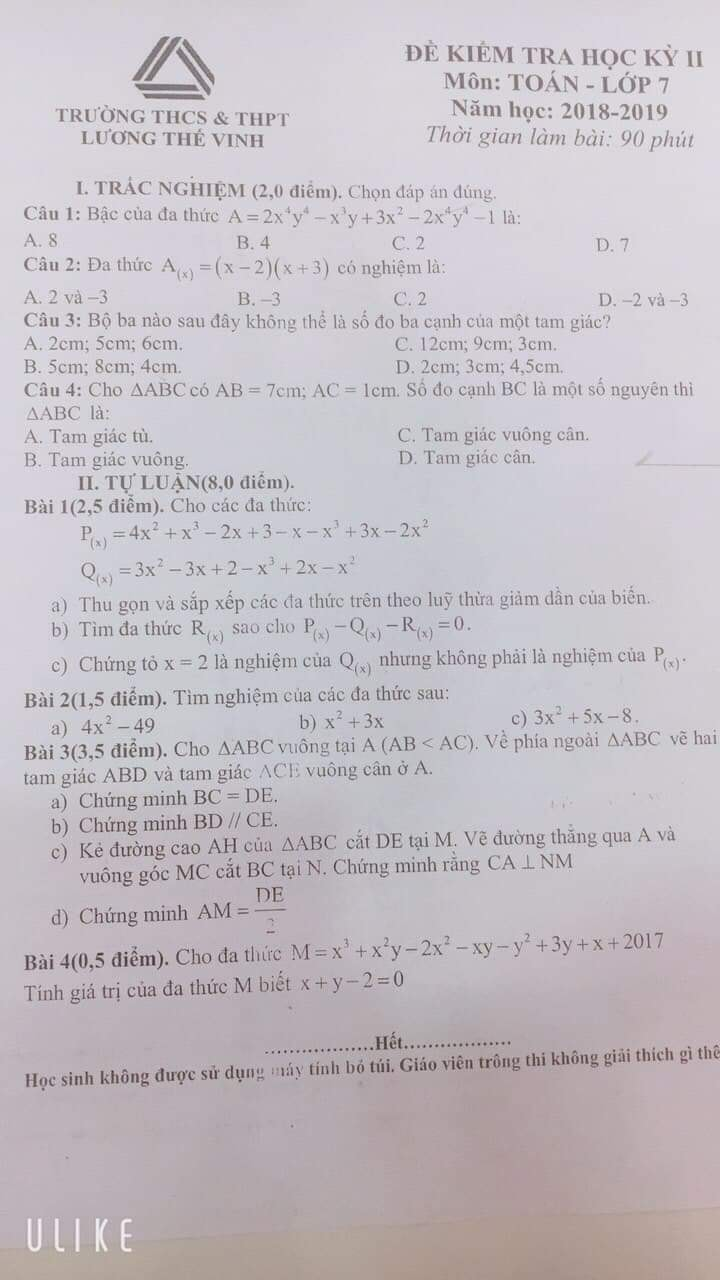 ĐỀ KIỂM TRA HỌC KỲ II
Môn: TOÁN - LỚP 7
Năm học: 2018-2019
Thời gian làm bài: 90 phút
TRƯỜNG THCS & THPT
LƯƠNG THẾ VINH
I. TRẮC NGHIỆM (2,0 điểm). Chọn đáp án đúng.
Câu 1: Bậc của đa thức A = 2x⁴y⁴ – x³y + 3x² – 2x⁴y⁴ – 1 là:
A. 8 B. 4 C. 2 D. 7
Câu 2: Đa thức A₍ₓ₎ = (x – 2)(x + 3) có nghiệm là:
A. 2 và –3 B. –3 C. 2 D. –2 và –3
Câu 3: Bộ ba nào sau đây không thể là số đo ba cạnh của một tam giác?
A. 2cm; 5cm; 6cm. C. 12cm; 9cm; 3cm.
B. 5cm; 8cm; 4cm. D. 2cm; 3cm; 4,5cm.
Câu 4: Cho ΔABC có AB = 7cm; AC = 1cm. Số đo cạnh BC là một số nguyên thì
ΔABC là:
A. Tam giác tù. C. Tam giác vuông cân.
B. Tam giác vuông. D. Tam giác cân.
II. TỰ LUẬN(8,0 điểm).
Bài 1(2,5 điểm). Cho các đa thức:
P₍ₓ₎ = 4x² + x³ – 2x + 3 – x – x³ + 3x – 2x²
Q₍ₓ₎ = 3x² – 3x + 2 – x³ + 2x – x²
a) Thu gọn và sắp xếp các đa thức trên theo luỹ thừa giảm dần của biến.
b) Tìm đa thức R₍ₓ₎ sao cho P₍ₓ₎ – Q₍ₓ₎ – R₍ₓ₎ = 0.
c) Chứng tỏ x = 2 là nghiệm của Q₍ₓ₎ nhưng không phải là nghiệm của P₍ₓ₎.
Bài 2(1,5 điểm). Tìm nghiệm của các đa thức sau:
a) 4x² – 49 b) x² + 3x c) 3x² + 5x – 8.
Bài 3(3,5 điểm). Cho ΔABC vuông tại A (AB < AC). Về phía ngoài ΔABC vẽ hai
tam giác ABD và tam giác ACE vuông cân ở A.
a) Chứng minh BC = DE.
b) Chứng minh BD // CE.
c) Kẻ đường cao AH của ΔABC cắt DE tại M. Vẽ đường thẳng qua A và
vuông góc MC cắt BC tại N. Chứng minh rằng CA ⊥ NM
d) Chứng minh AM = DE/2
Bài 4(0,5 điểm). Cho đa thức M = x³ + x²y – 2x² – xy – y² + 3y + x + 2017
Tính giá trị của đa thức M biết x + y – 2 = 0
..................Hết..................
Học sinh không được sử dụng máy tính bỏ túi. Giáo viên trông thi không giải thích gì thê
ULIKE